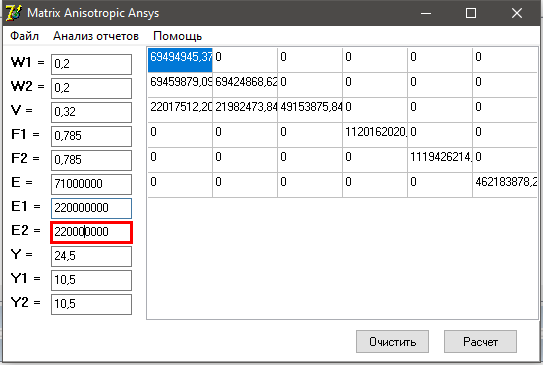 Matrix Anisotropic Ansys
Файл Анализ отчетов Помощь
W1 = 0,2
W2 = 0,2
V = 0,32
F1 = 0,785
F2 = 0,785
E = 71000000
E1 = 220000000
E2 = 220000000
Y = 24,5
Y1 = 10,5
Y2 = 10,5
69494945,37 0 0 0 0 0
69459879,09 69424868,62 0 0 0 0
22017512,20 21982473,84 49153875,84 0 0 0
0 0 0 1120162020, 0 0
0 0 0 0 1119426214, 0
0 0 0 0 0 462183878,2
Очистить Расчет